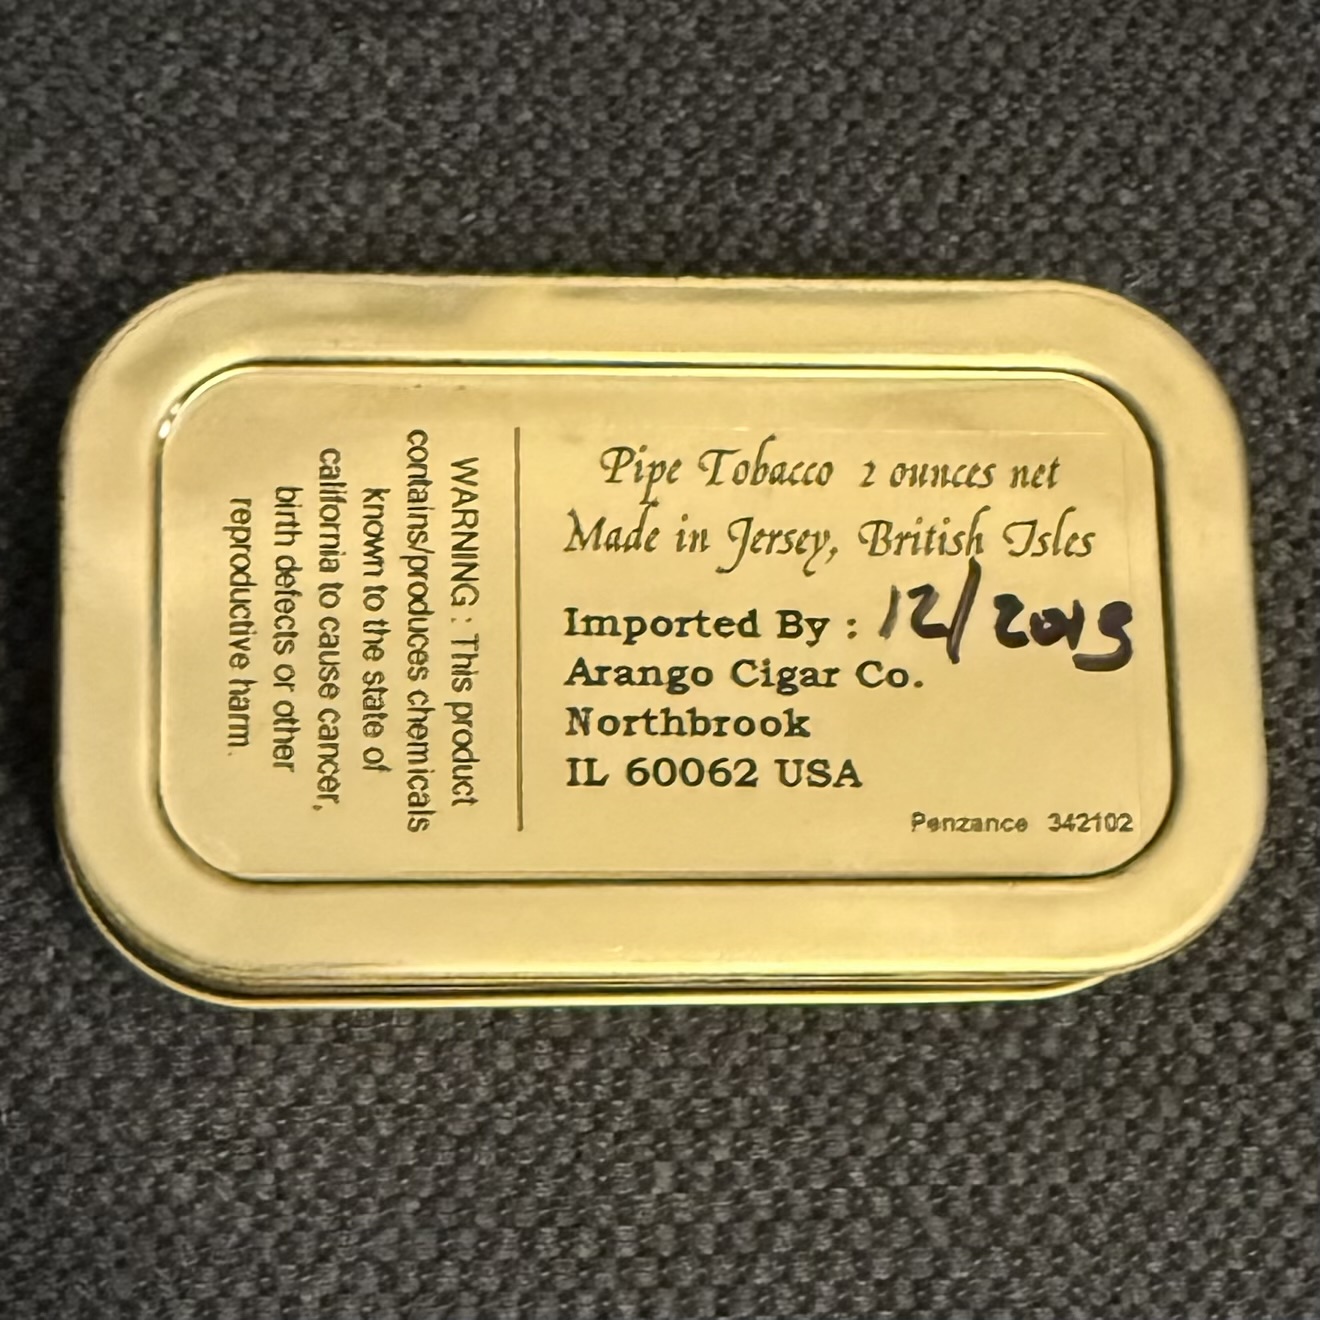 Pipe Tobacco 2 ounces net
Made in Jersey, British Isles
Imported By : 12/2019
Arango Cigar Co.
Northbrook
IL 60062 USA
Penzance 342102
WARNING : This product
contains/produces chemicals
known to the state of
california to cause cancer,
birth defects or other
reproductive harm.